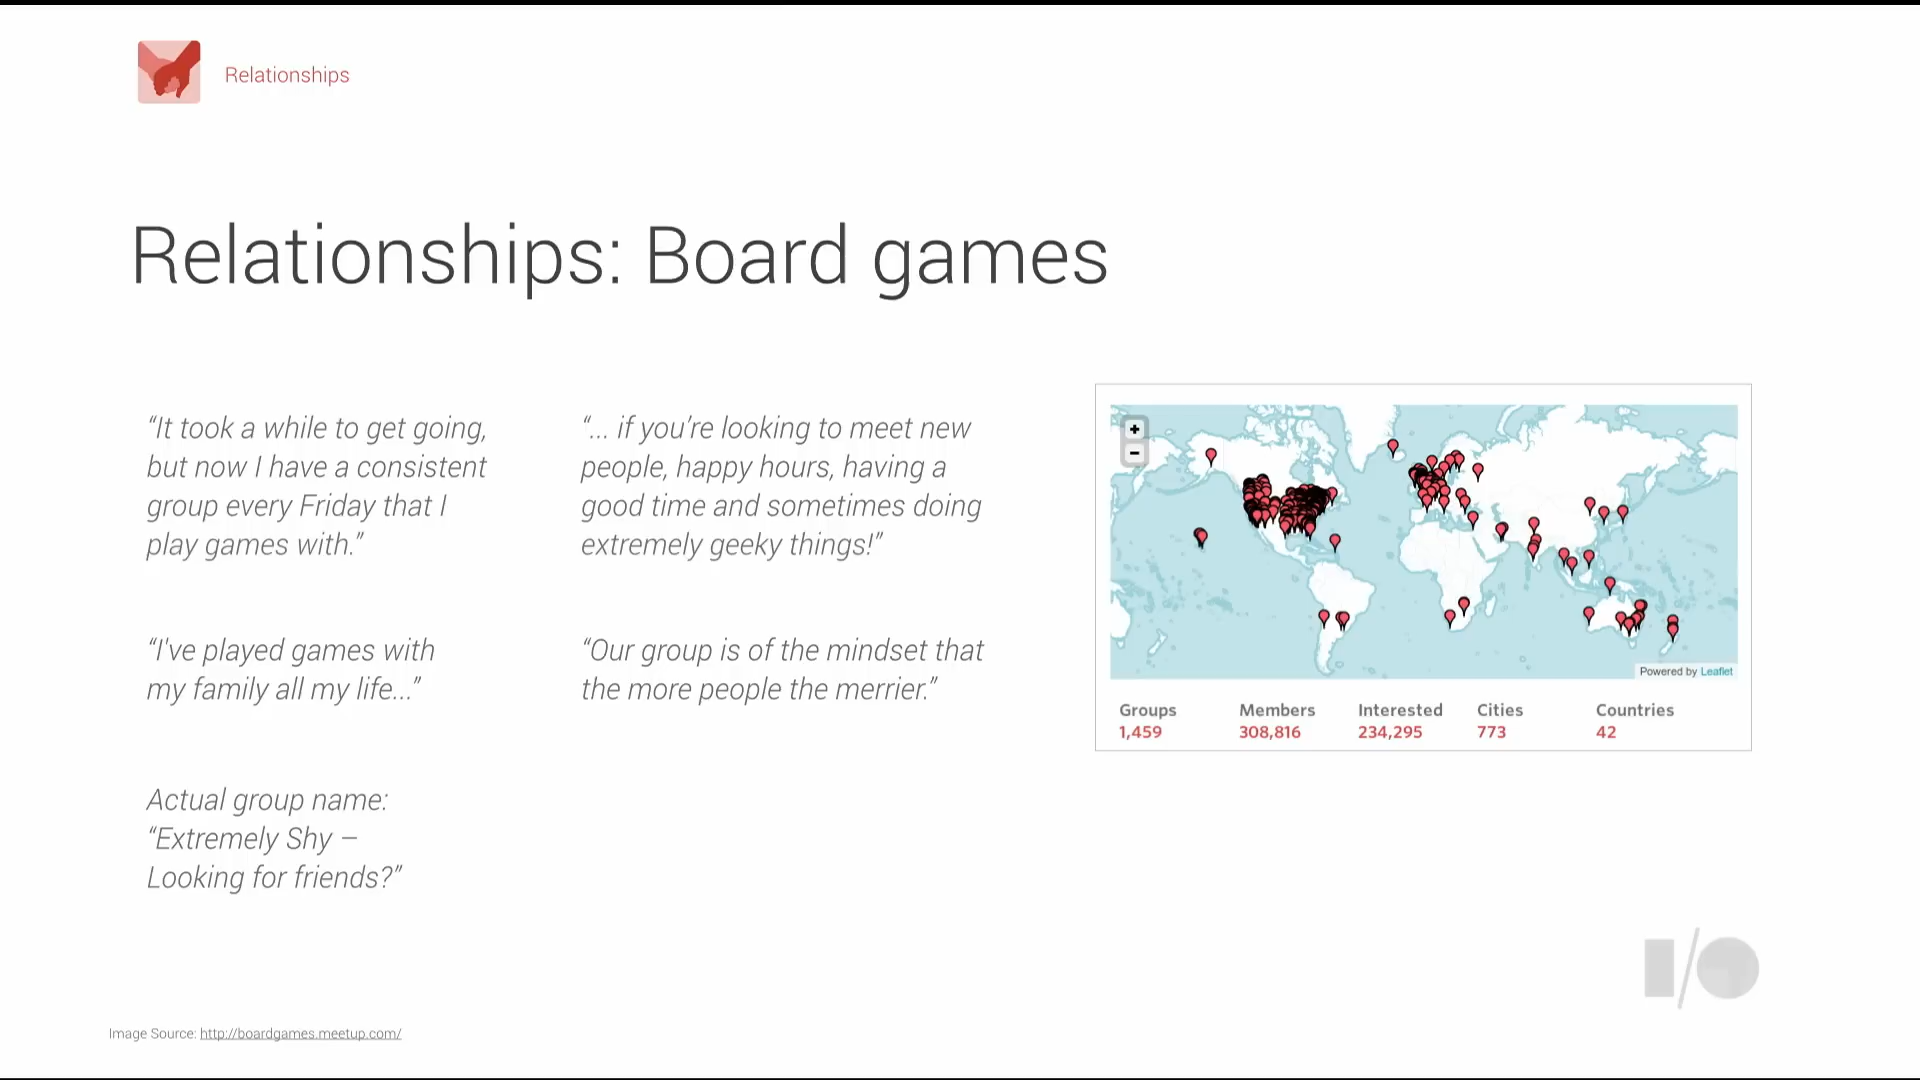 Relationships
Relationships: Board games
“It took a while to get going,
but now I have a consistent
group every Friday that I
play games with.”
“I've played games with
my family all my life...”
Actual group name:
“Extremely Shy –
Looking for friends?”
“... if you’re looking to meet new
people, happy hours, having a
good time and sometimes doing
extremely geeky things!”
“Our group is of the mindset that
the more people the merrier.”
+
-
Powered by Leaflet
Groups Members Interested Cities Countries
1,459 308,816 234,295 773 42
Image Source: http://boardgames.meetup.com/